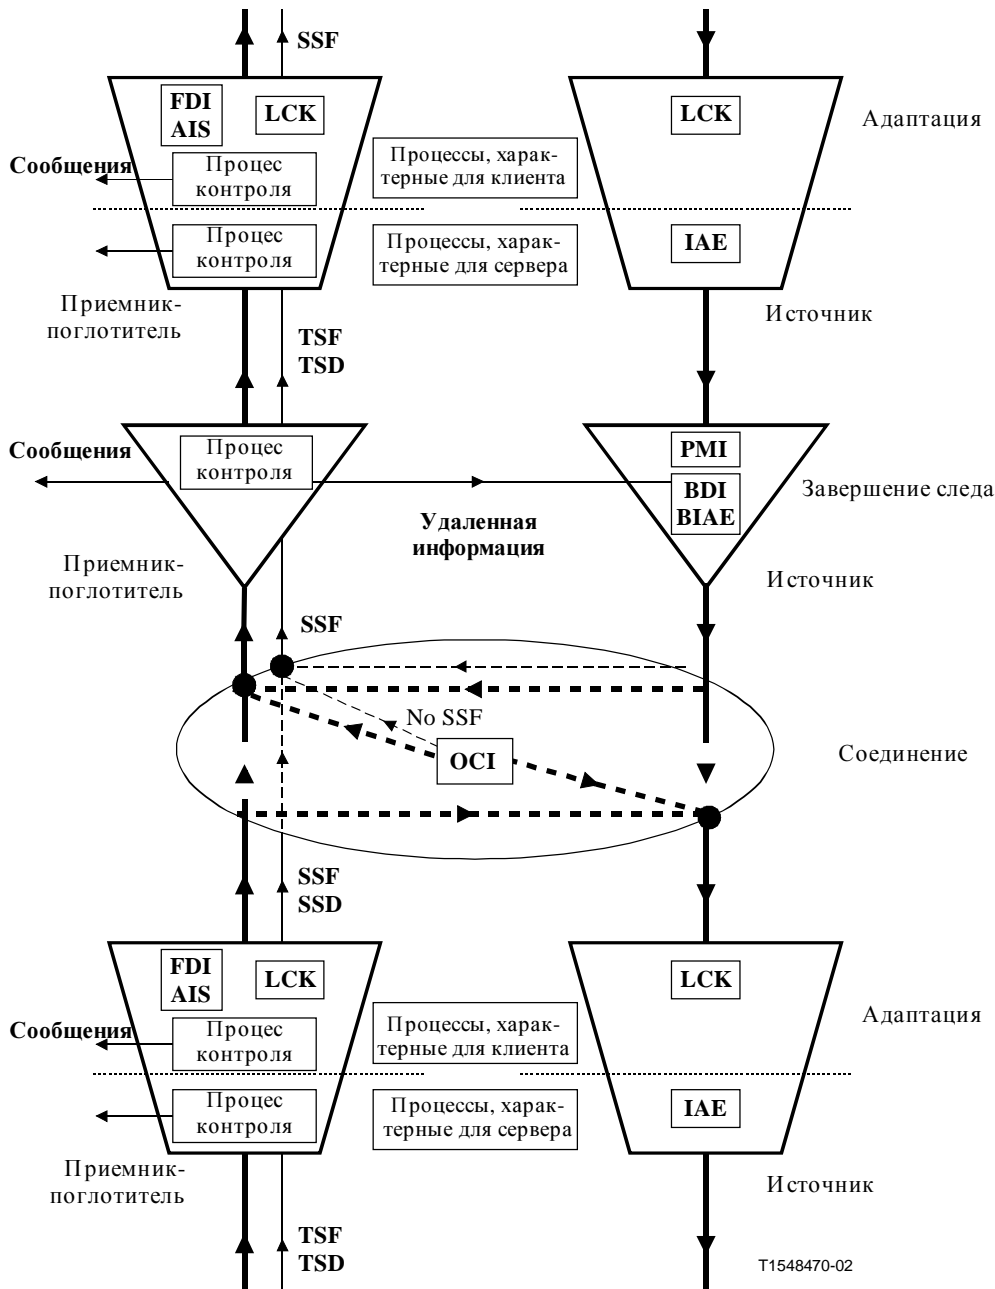 SSF
FDI
AIS
LCK
LCK
Адаптация
Сообщения
Процес
контроля
Процессы, харак-
терные для клиента
Процес
контроля
Процессы, харак-
терные для сервера
IAE
Приемник-
поглотитель
Источник
TSF
TSD
Сообщения
Процес
контроля
PMI
BDI
BIAE
Завершение следа
Удаленная
информация
Приемник-
поглотитель
Источник
SSF
No SSF
OCI
Соединение
SSF
SSD
FDI
AIS
LCK
LCK
Адаптация
Сообщения
Процес
контроля
Процессы, харак-
терные для клиента
Процес
контроля
Процессы, харак-
терные для сервера
IAE
Приемник-
поглотитель
Источник
TSF
TSD
T1548470-02